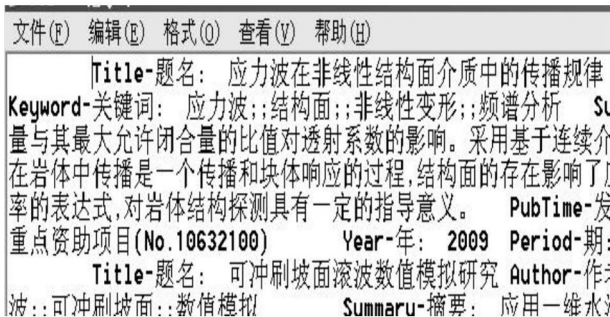 文件(F) 编辑(E) 格式(O) 查看(V) 帮助(H)
Title-题名: 应力波在非线性结构面介质中的传播规律
Keyword-关键词: 应力波;;结构面;;非线性变形;;频谱分析 Su
量与其最大允许闭合量的比值对透射系数的影响。采用基于连续介
在岩体中传播是一个传播和块体响应的过程,结构面的存在影响了
率的表达式,对岩体结构探测具有一定的指导意义。 PubTime-发
重点资助项目(No.10632100) Year-年: 2009 Period-期:
Title-题名: 可冲刷坡面滚波数值模拟研究 Author-作者
波;;可冲刷坡面;;数值模拟 Summary-摘要: 应用一维水